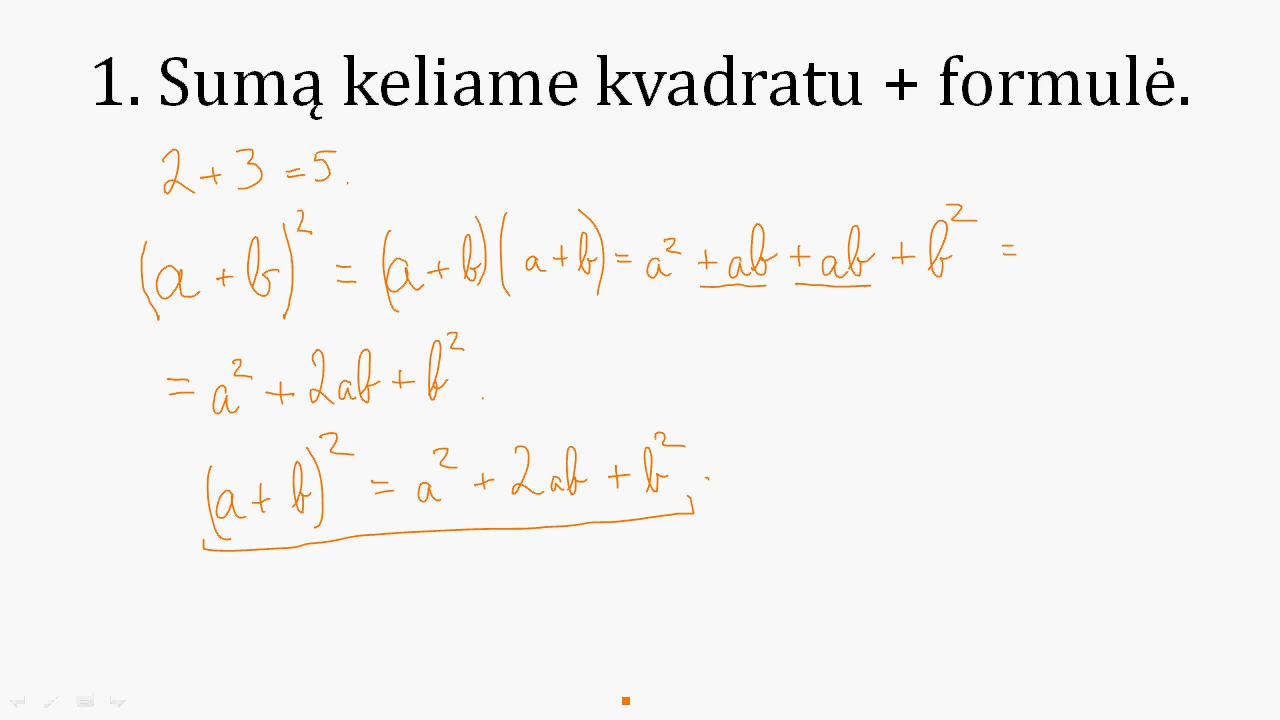 1. Sumą keliame kvadratu + formulė.
2 + 3 = 5.
(a + b)² = (a + b)(a + b) = a² + ab + ab + b² =
= a² + 2ab + b².
(a + b)² = a² + 2ab + b².